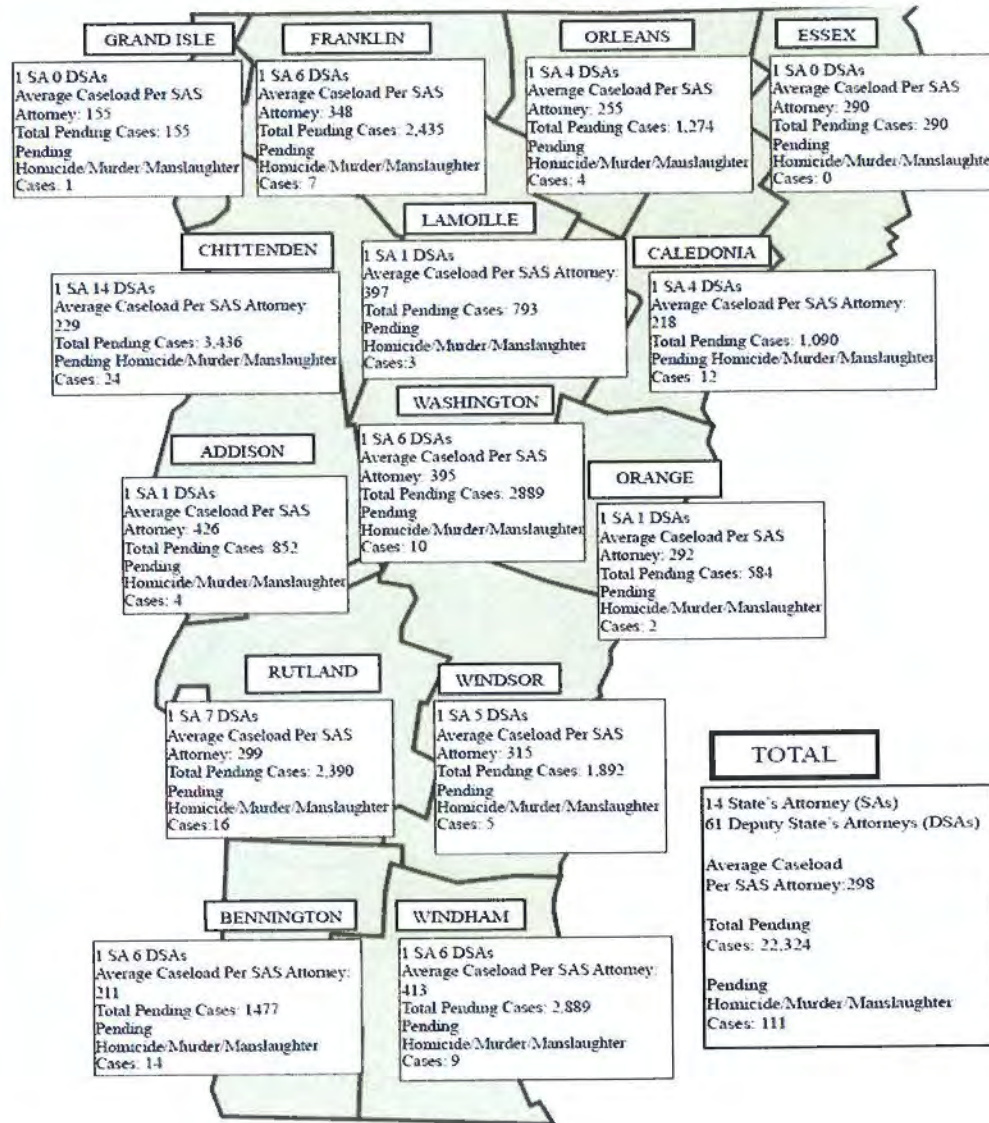 GRAND ISLE
1 SA 0 DSAs
Average Caseload Per SAS
Attorney: 155
Total Pending Cases: 155
Pending
Homicide/Murder/Manslaughter
Cases: 1
FRANKLIN
1 SA 6 DSAs
Average Caseload Per SAS
Attorney: 348
Total Pending Cases: 2,435
Pending
Homicide/Murder/Manslaughter
Cases: 7
ORLEANS
1 SA 4 DSAs
Average Caseload Per SAS
Attorney: 255
Total Pending Cases: 1,274
Pending
Homicide/Murder/Manslaughter
Cases: 4
ESSEX
1 SA 0 DSAs
Average Caseload Per SAS
Attorney: 290
Total Pending Cases: 290
Pending
Homicide/Murder/Manslaughter
Cases: 0
CHITTENDEN
1 SA 14 DSAs
Average Caseload Per SAS Attorney:
229
Total Pending Cases: 3,436
Pending Homicide/Murder/Manslaughter
Cases: 24
LAMOILLE
1 SA 1 DSAs
Average Caseload Per SAS Attorney:
397
Total Pending Cases: 793
Pending
Homicide/Murder/Manslaughter
Cases:3
CALEDONIA
1 SA 4 DSAs
Average Caseload Per SAS Attorney:
218
Total Pending Cases: 1,090
Pending Homicide/Murder/Manslaughter
Cases: 12
ADDISON
1 SA 1 DSAs
Average Caseload Per SAS
Attorney: 426
Total Pending Cases: 852
Pending
Homicide/Murder/Manslaughter
Cases: 4
WASHINGTON
1 SA 6 DSAs
Average Caseload Per SAS
Attorney: 395
Total Pending Cases: 2889
Pending
Homicide/Murder/Manslaughter
Cases: 10
ORANGE
1 SA 1 DSAs
Average Caseload Per SAS
Attorney: 292
Total Pending Cases: 584
Pending
Homicide/Murder/Manslaughter
Cases: 2
RUTLAND
1 SA 7 DSAs
Average Caseload Per SAS
Attorney: 299
Total Pending Cases: 2,390
Pending
Homicide/Murder/Manslaughter
Cases:16
WINDSOR
1 SA 5 DSAs
Average Caseload Per SAS
Attorney: 315
Total Pending Cases: 1,892
Pending
Homicide/Murder/Manslaughter
Cases: 5
BENNINGTON
1 SA 6 DSAs
Average Caseload Per SAS Attorney:
211
Total Pending Cases: 1477
Pending
Homicide/Murder/Manslaughter
Cases: 14
WINDHAM
1 SA 6 DSAs
Average Caseload Per SAS Attorney:
413
Total Pending Cases: 2,889
Pending
Homicide/Murder/Manslaughter
Cases: 9
TOTAL
14 State's Attorney (SAs)
61 Deputy State's Attorneys (DSAs)
Average Caseload
Per SAS Attorney:298
Total Pending
Cases: 22,324
Pending
Homicide/Murder/Manslaughter
Cases: 111